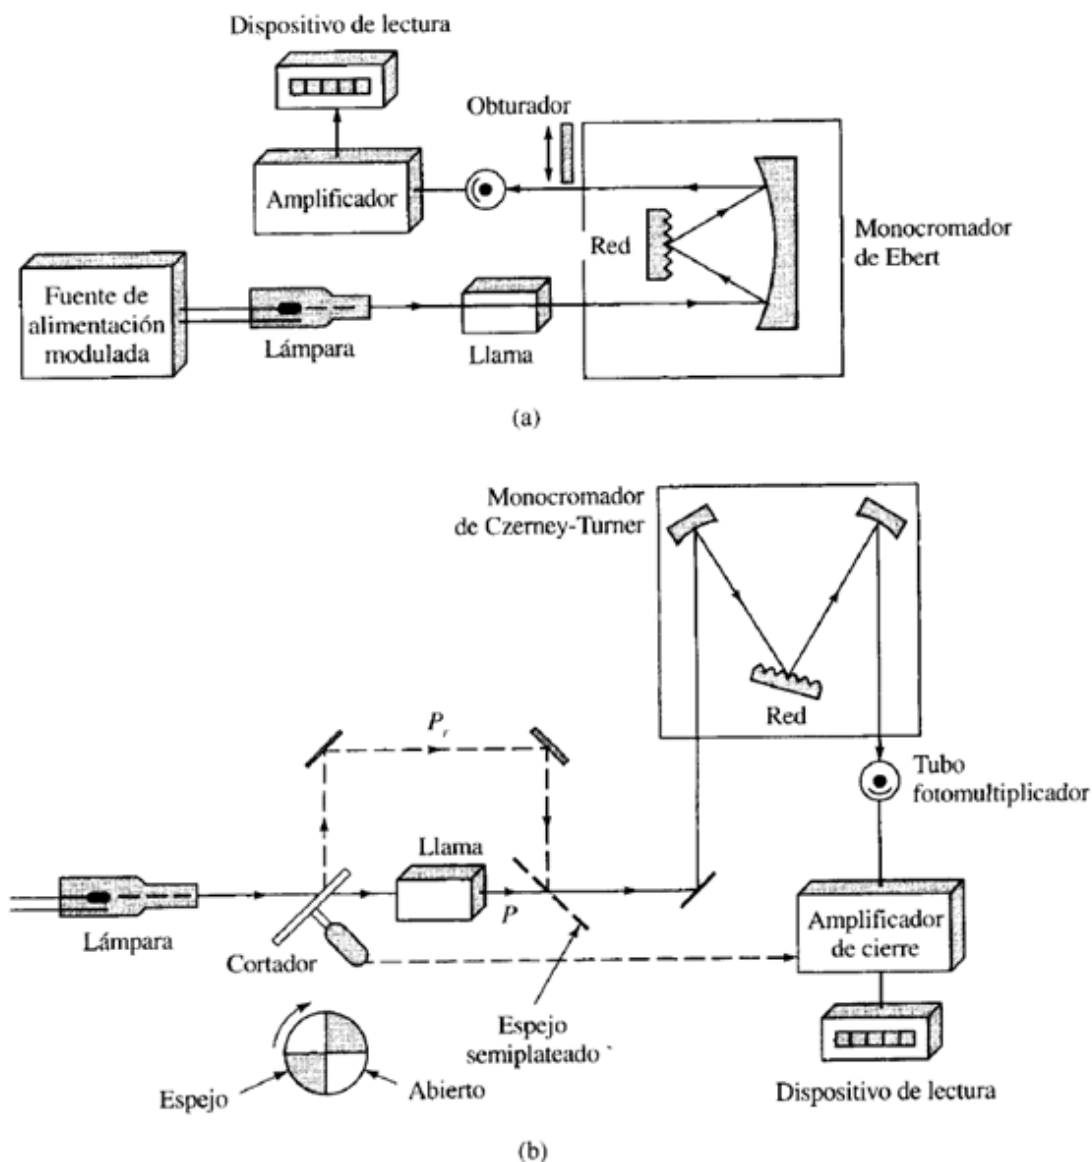 Dispositivo de lectura
Obturador
Amplificador
Red
Monocromador
de Ebert
Fuente de
alimentación
modulada
Lámpara
Llama
(a)
Monocromador
de Czerney-Turner
Red
P_r
Tubo
fotomultiplicador
Llama
P
Lámpara
Cortador
Amplificador
de cierre
Espejo
semiplateado
Espejo
Abierto
Dispositivo de lectura
(b)